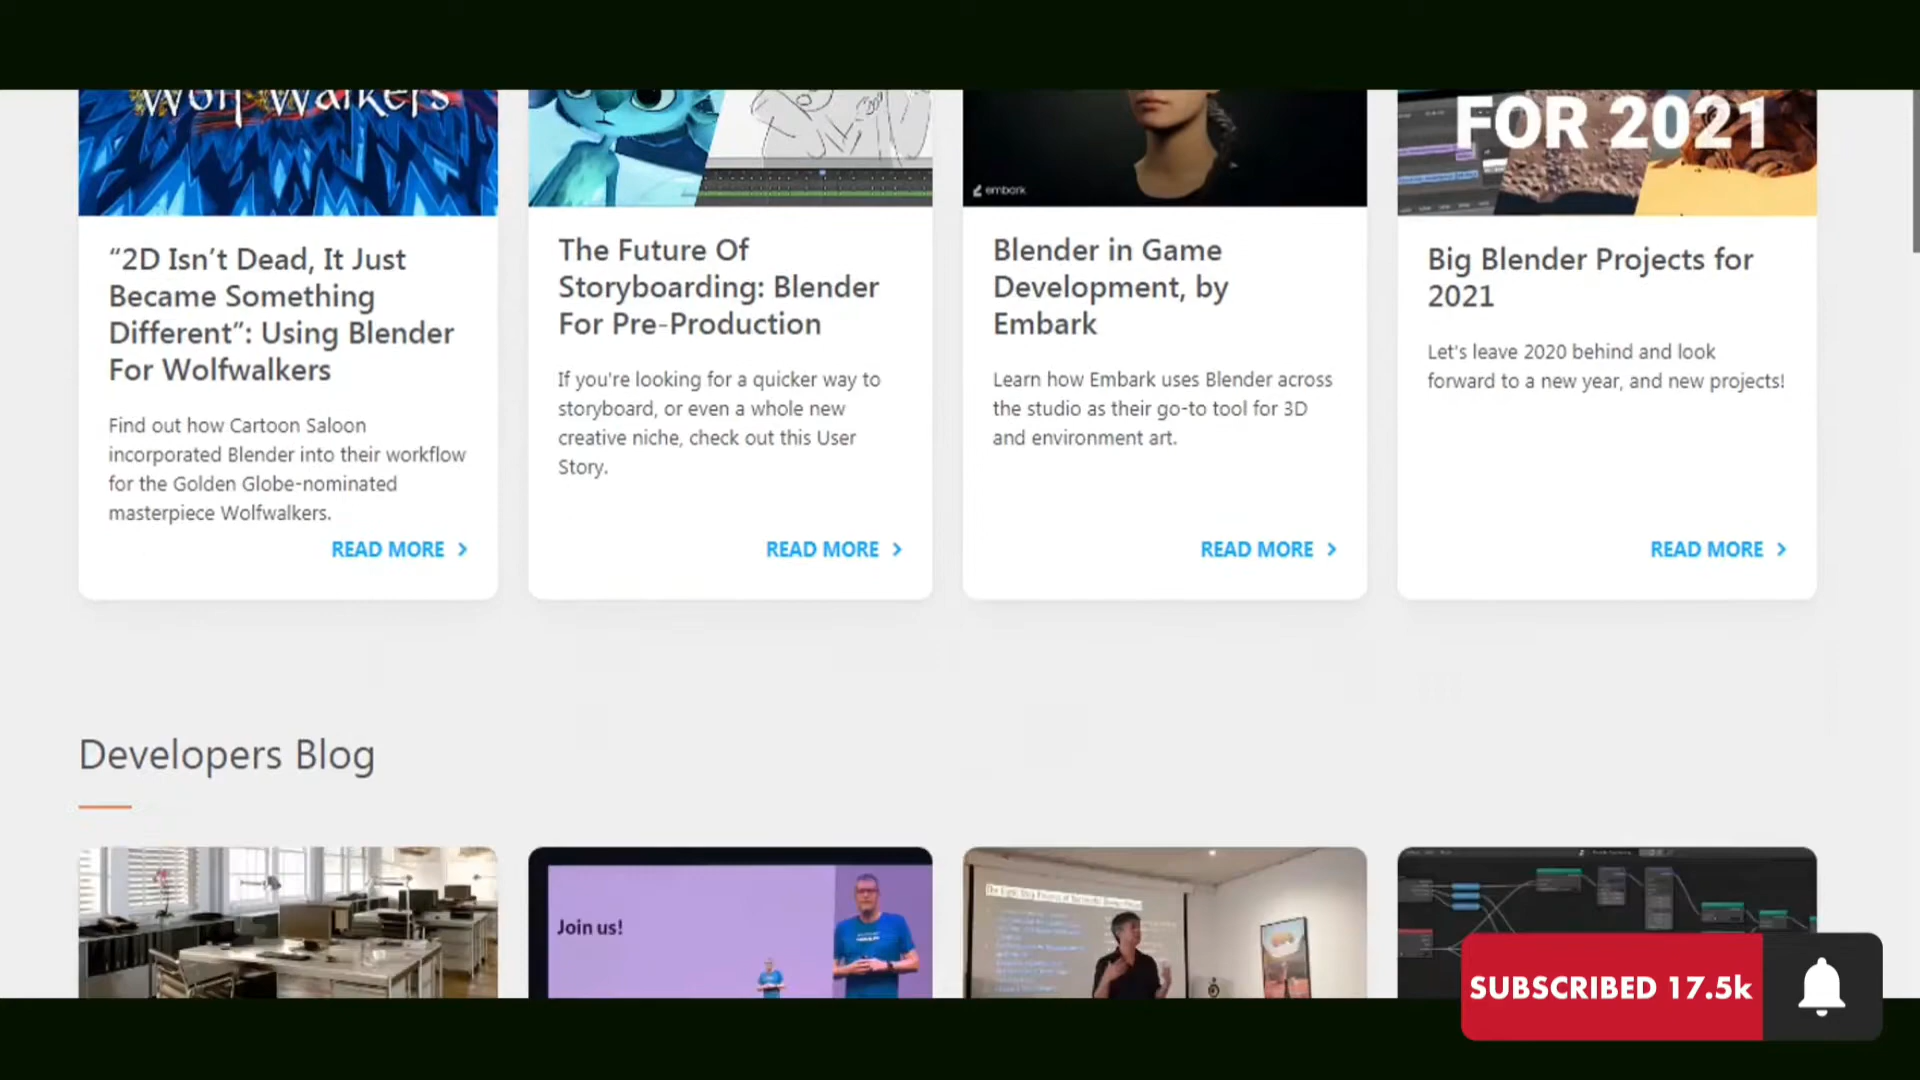 Wolf Walkers
embark
FOR 2021
“2D Isn’t Dead, It Just
Became Something
Different”: Using Blender
For Wolfwalkers
Find out how Cartoon Saloon
incorporated Blender into their workflow
for the Golden Globe-nominated
masterpiece Wolfwalkers.
READ MORE
The Future Of
Storyboarding: Blender
For Pre-Production
If you're looking for a quicker way to
storyboard, or even a whole new
creative niche, check out this User
Story.
READ MORE
Blender in Game
Development, by
Embark
Learn how Embark uses Blender across
the studio as their go-to tool for 3D
and environment art.
READ MORE
Big Blender Projects for
2021
Let's leave 2020 behind and look
forward to a new year, and new projects!
READ MORE
Developers Blog
Join us!
SUBSCRIBED 17.5k